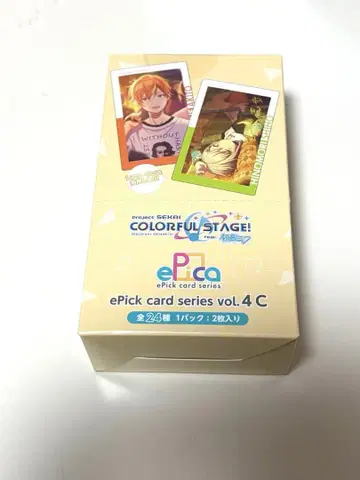 WITHOUT
PROJECT SEKAI
COLORFUL STAGE!
feat. 初音ミク
ePica
ePick card series
ePick card series vol. 4 C
全24種 1パック:2枚入り